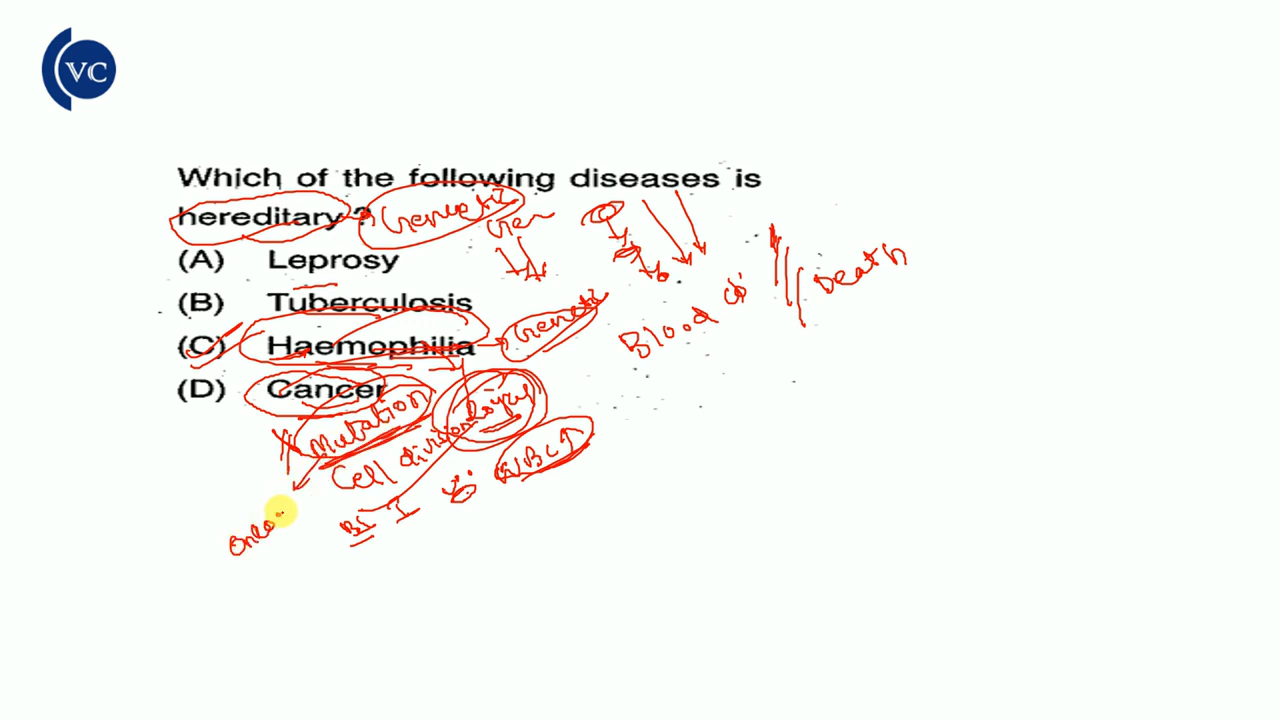 VC
Which of the following diseases is
hereditary ? Genetic
(A) Leprosy
(B) Tuberculosis
(C) Haemophilia Genetic
Blood
Death
(D) Cancer
Mutation
Cell division
WBC↑